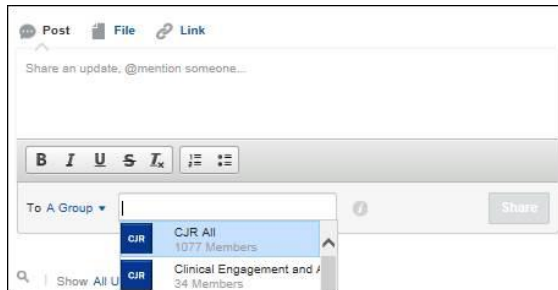 Post File Link
Share an update, @mention someone...
B I U S Tx
To A Group Share
CJR CJR All
1077 Members
CJR Clinical Engagement and
34 Members
Show All U